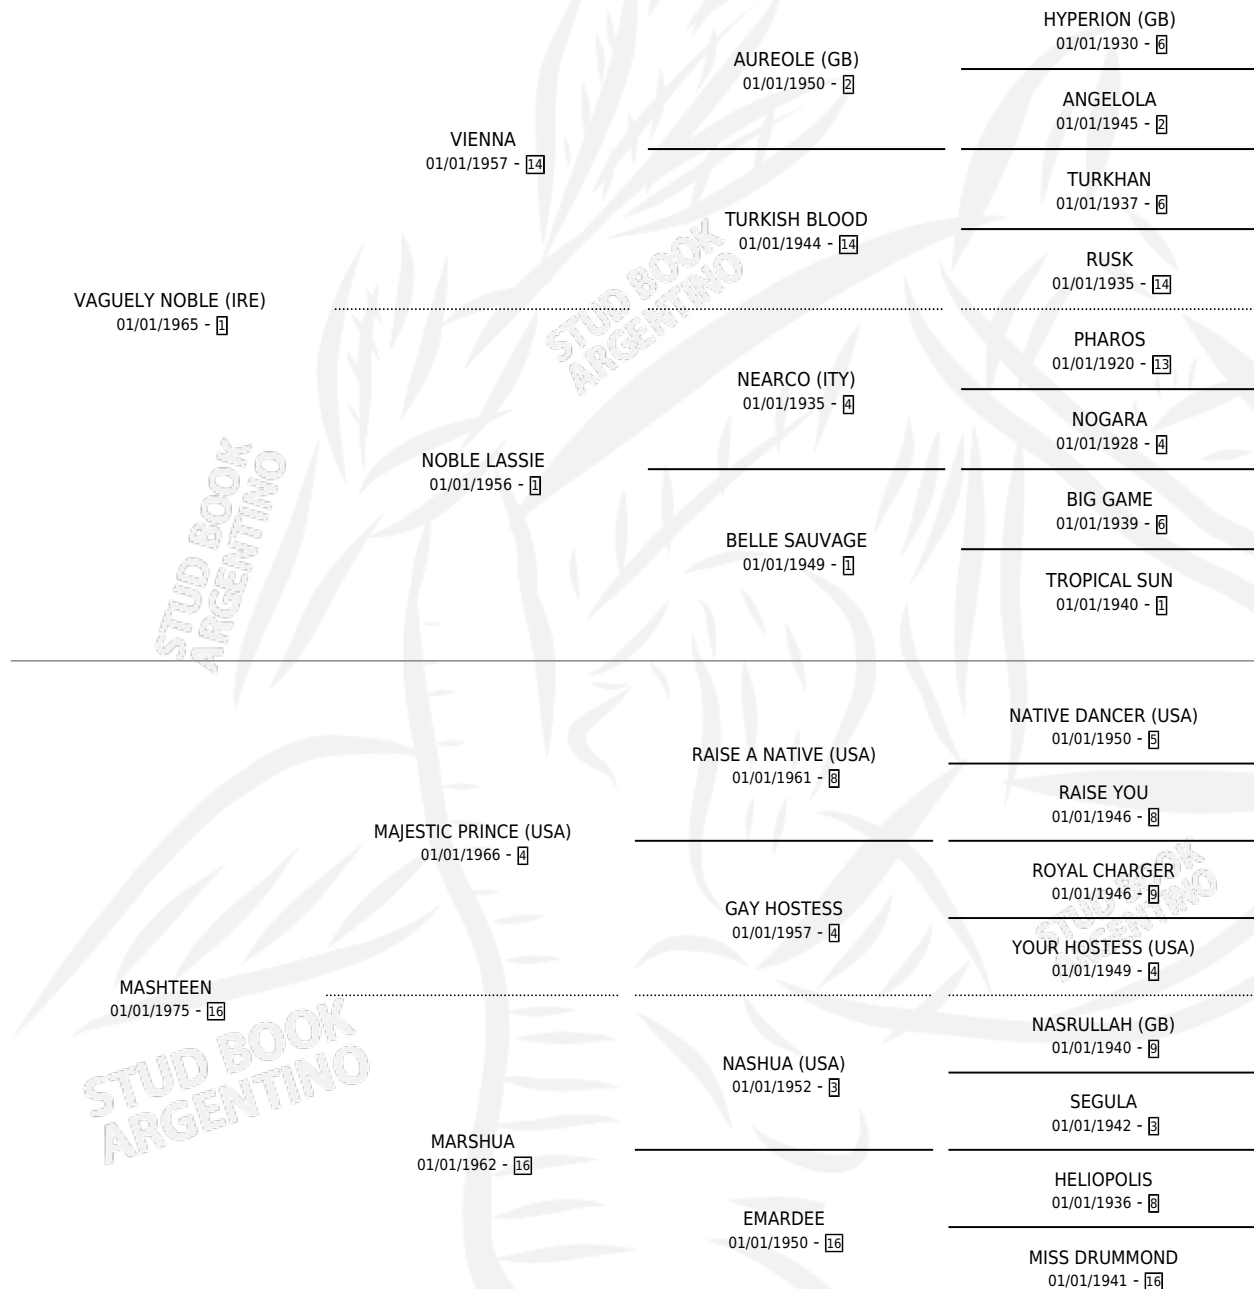 HYPERION (GB)
01/01/1930 - 6
AUREOLE (GB)
01/01/1950 - 2
ANGELOLA
01/01/1945 - 2
VIENNA
01/01/1957 - 14
TURKHAN
01/01/1937 - 6
TURKISH BLOOD
01/01/1944 - 14
RUSK
01/01/1935 - 14
VAGUELY NOBLE (IRE)
01/01/1965 - 1
STUD BOOK
ARGENTINO
PHAROS
01/01/1920 - 13
NEARCO (ITY)
01/01/1935 - 4
NOGARA
01/01/1928 - 4
NOBLE LASSIE
01/01/1956 - 1
BIG GAME
01/01/1939 - 6
BELLE SAUVAGE
01/01/1949 - 1
TROPICAL SUN
01/01/1940 - 1
STUD BOOK
ARGENTINO
NATIVE DANCER (USA)
01/01/1950 - 5
RAISE A NATIVE (USA)
01/01/1961 - 8
RAISE YOU
01/01/1946 - 8
MAJESTIC PRINCE (USA)
01/01/1966 - 4
ROYAL CHARGER
01/01/1946 - 9
GAY HOSTESS
01/01/1957 - 4
YOUR HOSTESS (USA)
01/01/1949 - 4
STUD BOOK
ARGENTINO
MASHTEEN
01/01/1975 - 16
NASRULLAH (GB)
01/01/1940 - 9
NASHUA (USA)
01/01/1952 - 3
SEGULA
01/01/1942 - 3
STUD BOOK
ARGENTINO
MARSHUA
01/01/1962 - 16
HELIOPOLIS
01/01/1936 - 8
EMARDEE
01/01/1950 - 16
MISS DRUMMOND
01/01/1941 - 16